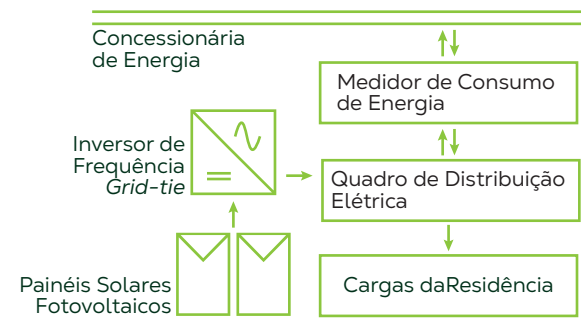 Concessionária
de Energia
Medidor de Consumo
de Energia
Inversor de
Frequência
Grid-tie
Quadro de Distribuição
Elétrica
Painéis Solares
Fotovoltaicos
Cargas daResidência